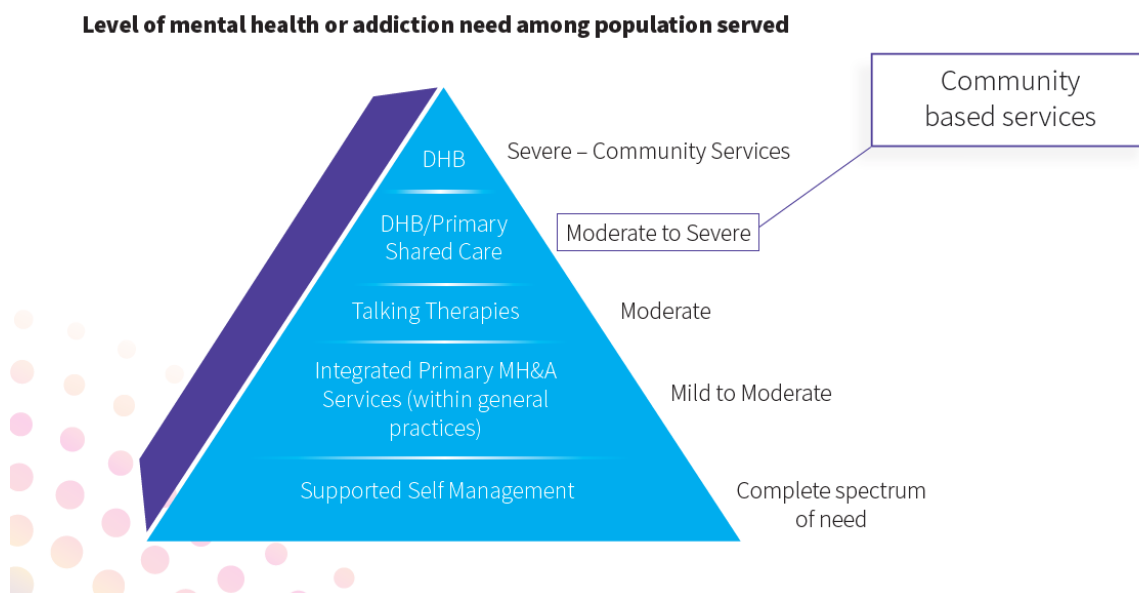 Level of mental health or addiction need among population served
Community
based services
DHB
Severe – Community Services
DHB/Primary
Shared Care
Moderate to Severe
Talking Therapies
Moderate
Integrated Primary MH&A
Services (within general
practices)
Mild to Moderate
Supported Self Management
Complete spectrum
of need